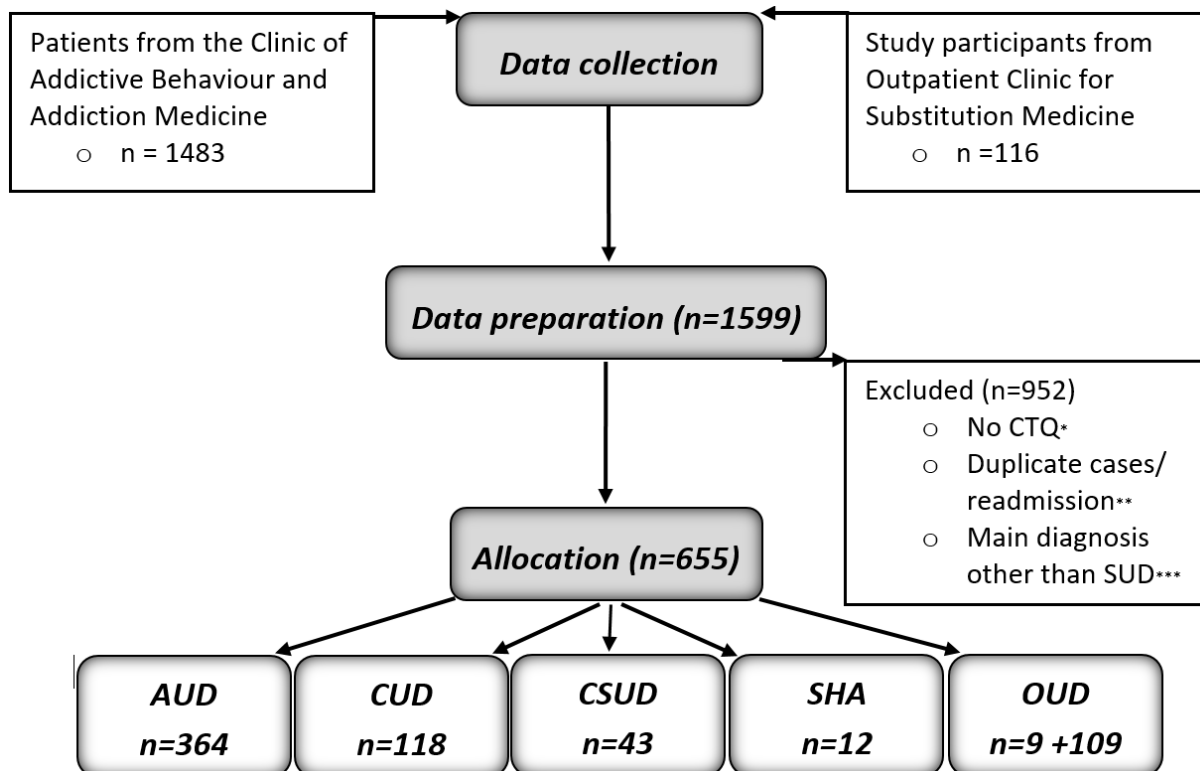 Patients from the Clinic of
Addictive Behaviour and
Addiction Medicine
o n = 1483
Data collection
Study participants from
Outpatient Clinic for
Substitution Medicine
o n =116
Data preparation (n=1599)
Excluded (n=952)
o No CTQ*
o Duplicate cases/
readmission**
o Main diagnosis
other than SUD***
Allocation (n=655)
AUD
n=364
CUD
n=118
CSUD
n=43
SHA
n=12
OUD
n=9 +109